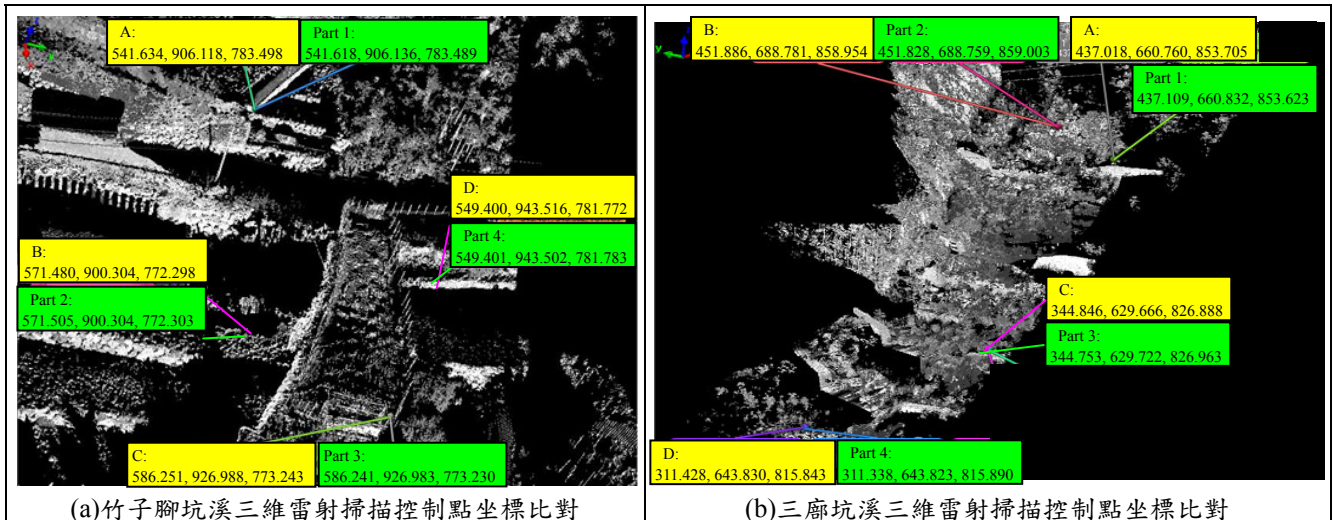 A:
541.634, 906.118, 783.498
Part 1:
541.618, 906.136, 783.489
D:
549.400, 943.516, 781.772
Part 4:
549.401, 943.502, 781.783
B:
571.480, 900.304, 772.298
Part 2:
571.505, 900.304, 772.303
C:
586.251, 926.988, 773.243
Part 3:
586.241, 926.983, 773.230
(a)竹子腳坑溪三維雷射掃描控制點坐標比對
B:
451.886, 688.781, 858.954
Part 2:
451.828, 688.759, 859.003
A:
437.018, 660.760, 853.705
Part 1:
437.109, 660.832, 853.623
C:
344.846, 629.666, 826.888
Part 3:
344.753, 629.722, 826.963
D:
311.428, 643.830, 815.843
Part 4:
311.338, 643.823, 815.890
(b)三廍坑溪三維雷射掃描控制點坐標比對